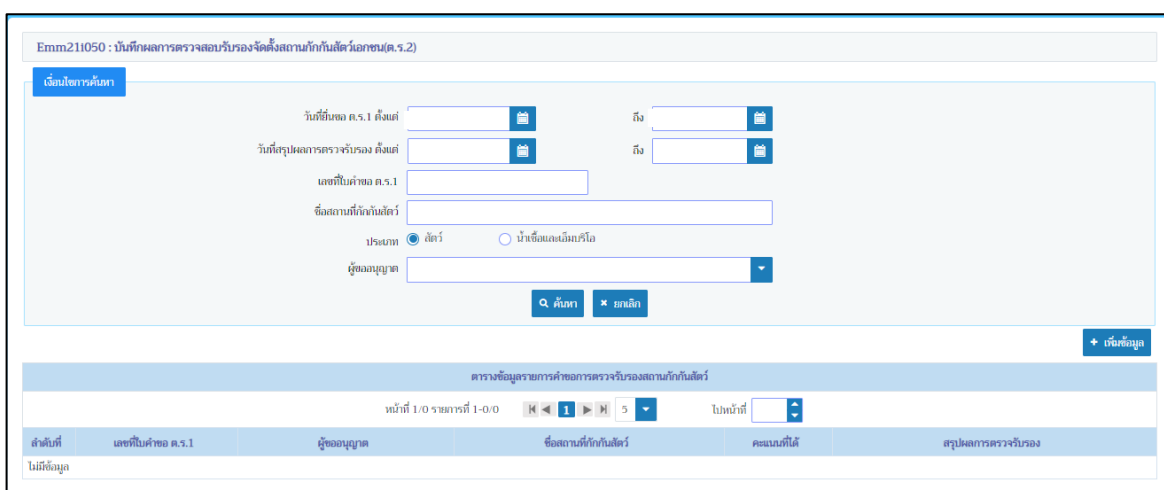 Emm21i050 : บันทึกผลการตรวจสอบรับรองจัดตั้งสถานกักกันสัตว์เอกชน(ต.ร.2)
เงื่อนไขการค้นหา
วันที่ยื่นขอ ต.ร.1 ตั้งแต่ ถึง
วันที่สรุปผลการตรวจรับรอง ตั้งแต่ ถึง
เลขที่ใบคำขอ ต.ร.1
ชื่อสถานที่กักกันสัตว์
ประเภท สัตว์ น้ำเชื้อและเอ็มบริโอ
ผู้ขออนุญาต
ค้นหา ยกเลิก
เพิ่มข้อมูล
ตารางข้อมูลรายการคำขอการตรวจรับรองสถานกักกันสัตว์
หน้าที่ 1/0 รายการที่ 1-0/0 1 5 ไปหน้าที่
ลำดับที่ เลขที่ใบคำขอ ต.ร.1 ผู้ขออนุญาต ชื่อสถานที่กักกันสัตว์ คะแนนที่ได้ สรุปผลการตรวจรับรอง
ไม่มีข้อมูล